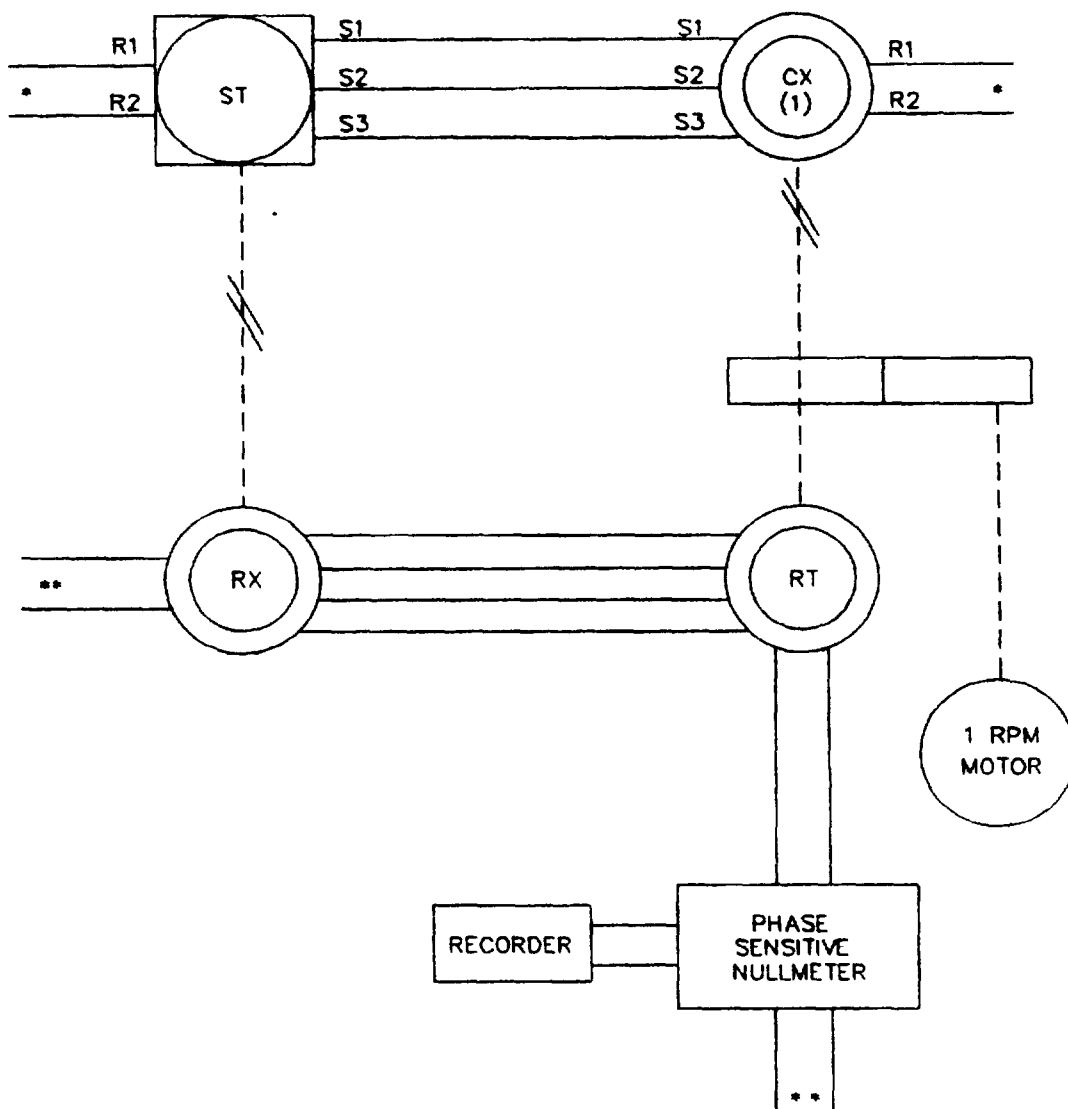 R1
S1
S1
R1
*
ST
S2
S2
CX
(1)
*
R2
S3
S3
R2
**
RX
RT
1 RPM
MOTOR
RECORDER
PHASE
SENSITIVE
NULLMETER
* *